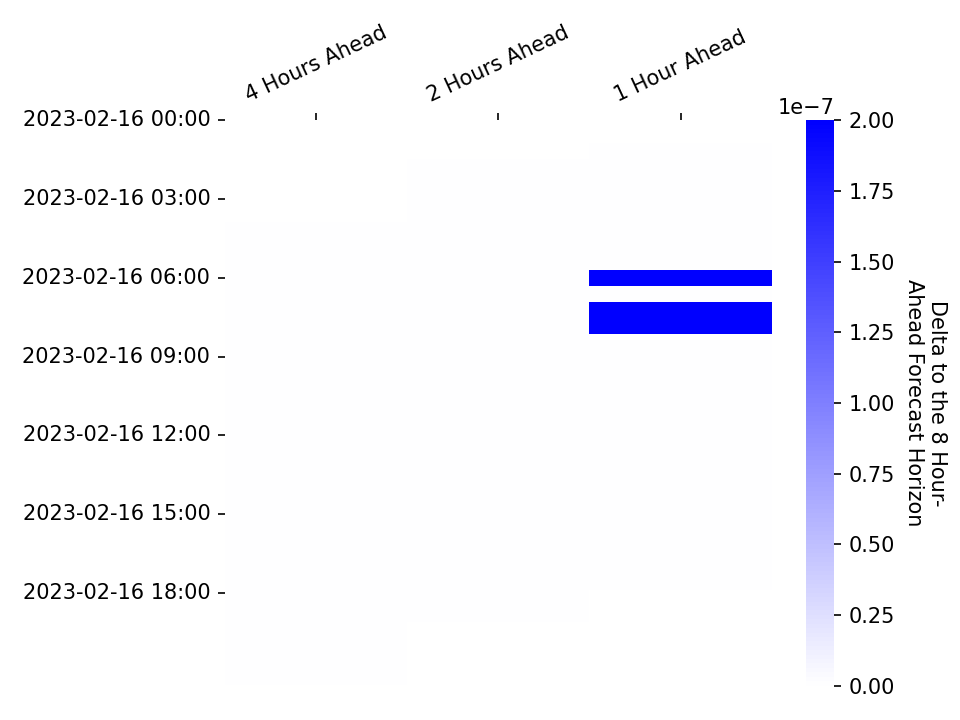 4 Hours Ahead
2 Hours Ahead
1 Hour Ahead
2023-02-16 00:00
2023-02-16 03:00
2023-02-16 06:00
2023-02-16 09:00
2023-02-16 12:00
2023-02-16 15:00
2023-02-16 18:00
1e−7
2.00
1.75
1.50
1.25
1.00
0.75
0.50
0.25
0.00
Delta to the 8 Hour-
Ahead Forecast Horizon